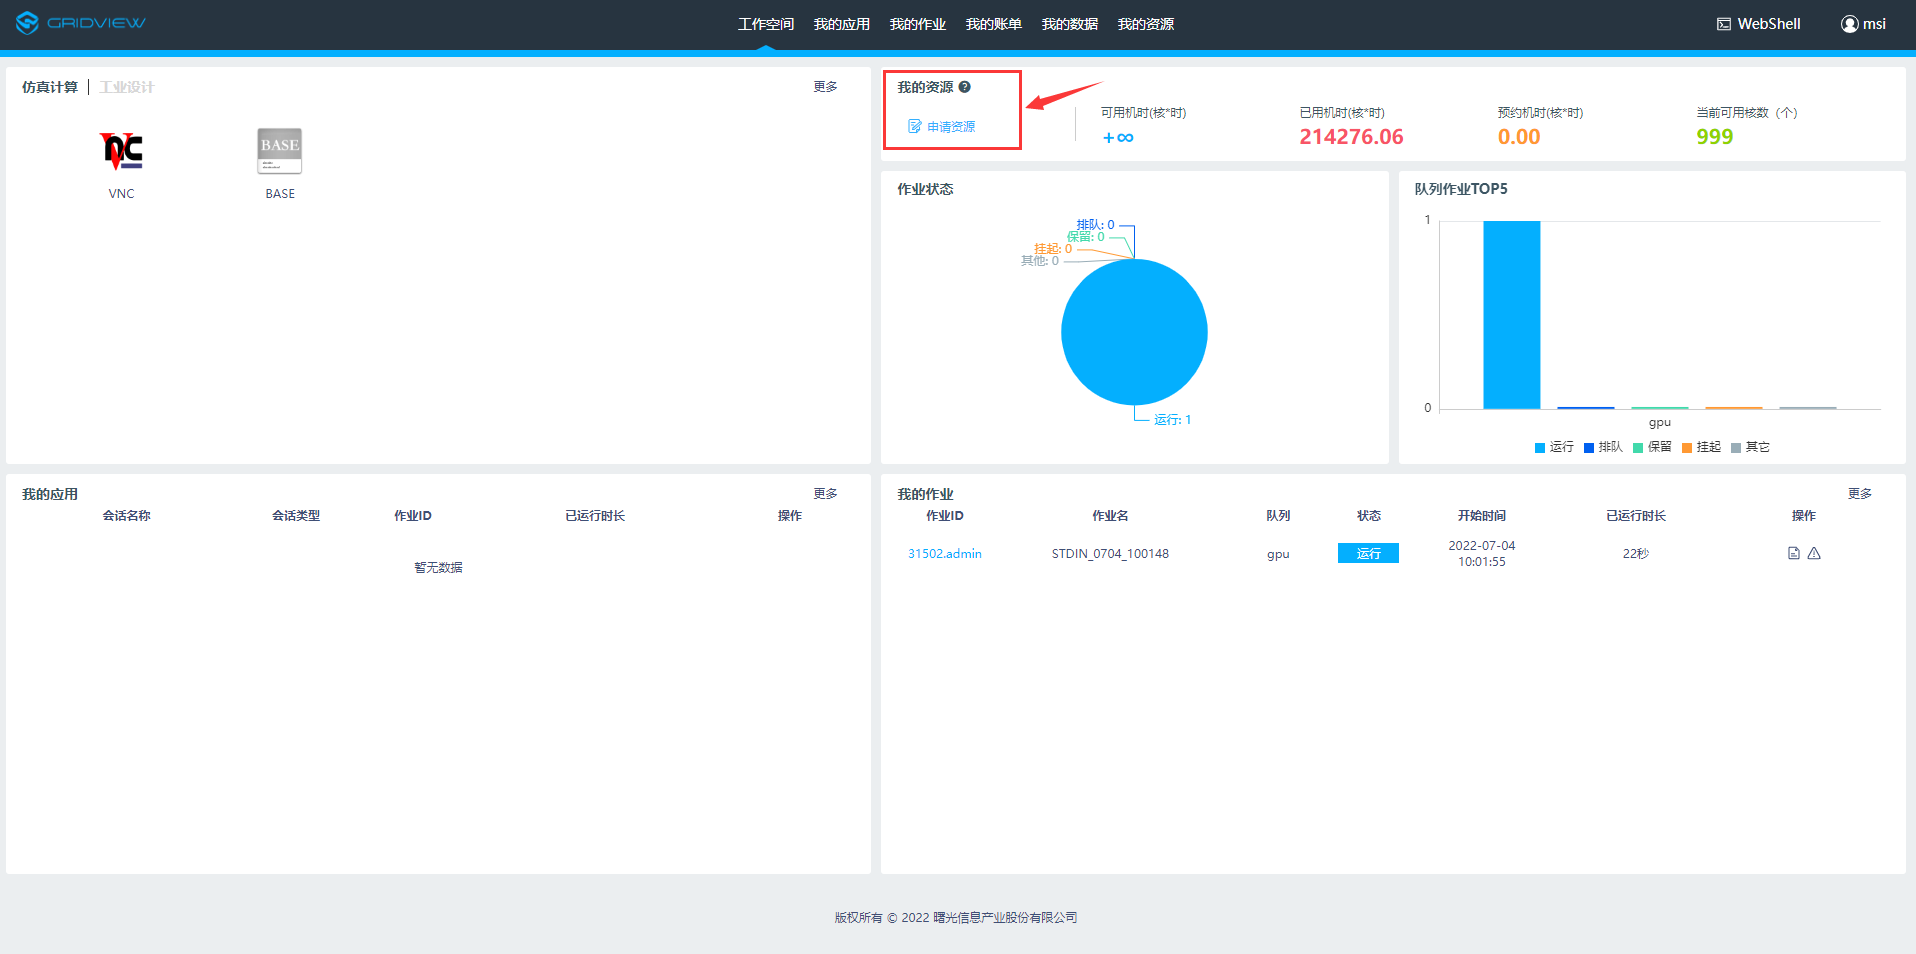 GRIDVIEW
工作空间 我的应用 我的作业 我的账单 我的数据 我的资源
WebShell
msi
仿真计算 工业设计 更多
VNC
VNC
BASE
BASE
我的资源 ?
申请资源
可用机时(核*时)
+∞
已用机时(核*时)
214276.06
预约机时(核*时)
0.00
当前可用核数（个）
999
作业状态
排队: 0
保留: 0
挂起: 0
其他: 0
运行: 1
队列作业TOP5
1
0
gpu
运行 排队 保留 挂起 其它
我的应用 更多
会话名称 会话类型 作业ID 已运行时长 操作
暂无数据
我的作业 更多
作业ID 作业名 队列 状态 开始时间 已运行时长 操作
31502.admin STDIN_0704_100148 gpu 运行 2022-07-04 10:01:55 22秒
版权所有 © 2022 曙光信息产业股份有限公司